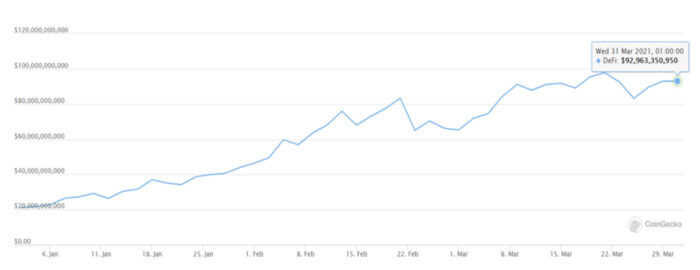 $120,000,000,000
$100,000,000,000
$80,000,000,000
$60,000,000,000
$40,000,000,000
$20,000,000,000
$0.00
Wed 31 Mar 2021, 01:00:00
DeFi: $92,963,350,950
CoinGecko
4. Jan 11. Jan 18. Jan 25. Jan 1. Feb 8. Feb 15. Feb 22. Feb 1. Mar 8. Mar 15. Mar 22. Mar 29. Mar